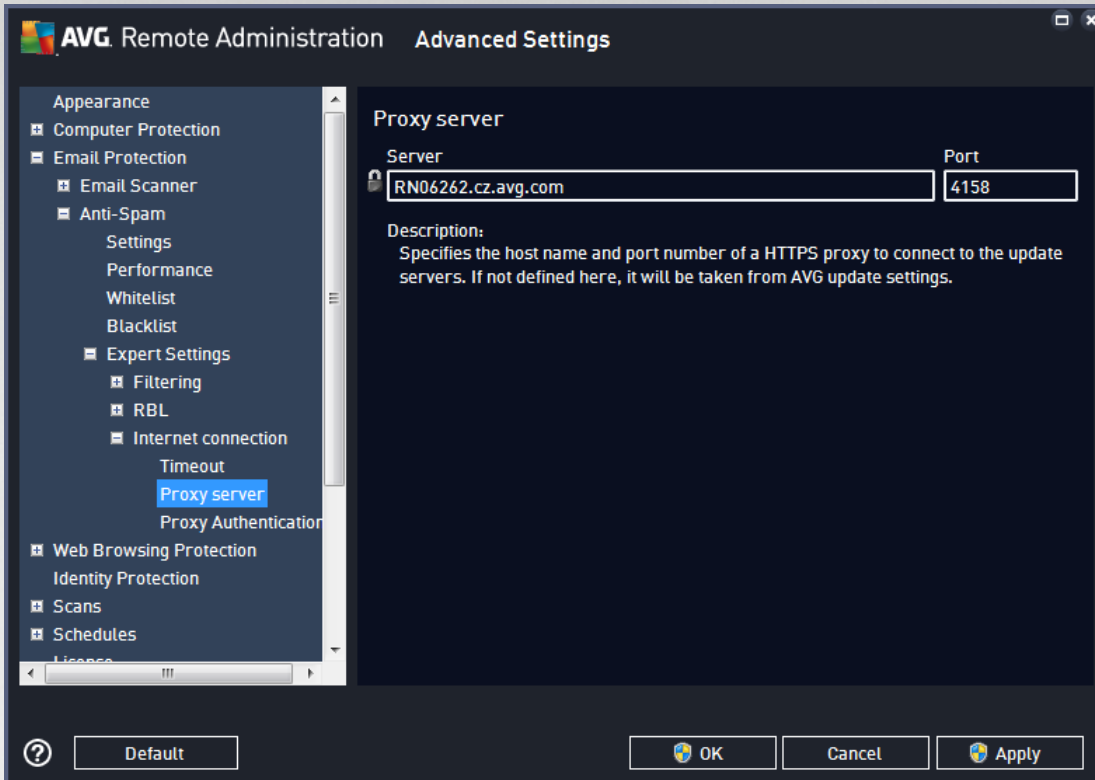 AVG. Remote Administration Advanced Settings
Appearance
Computer Protection
Email Protection
Email Scanner
Anti-Spam
Settings
Performance
Whitelist
Blacklist
Expert Settings
Filtering
RBL
Internet connection
Timeout
Proxy server
Proxy Authentication
Web Browsing Protection
Identity Protection
Scans
Schedules
License
Proxy server
Server Port
RN06262.cz.avg.com 4158
Description:
Specifies the host name and port number of a HTTPS proxy to connect to the update
servers. If not defined here, it will be taken from AVG update settings.
Default OK Cancel Apply